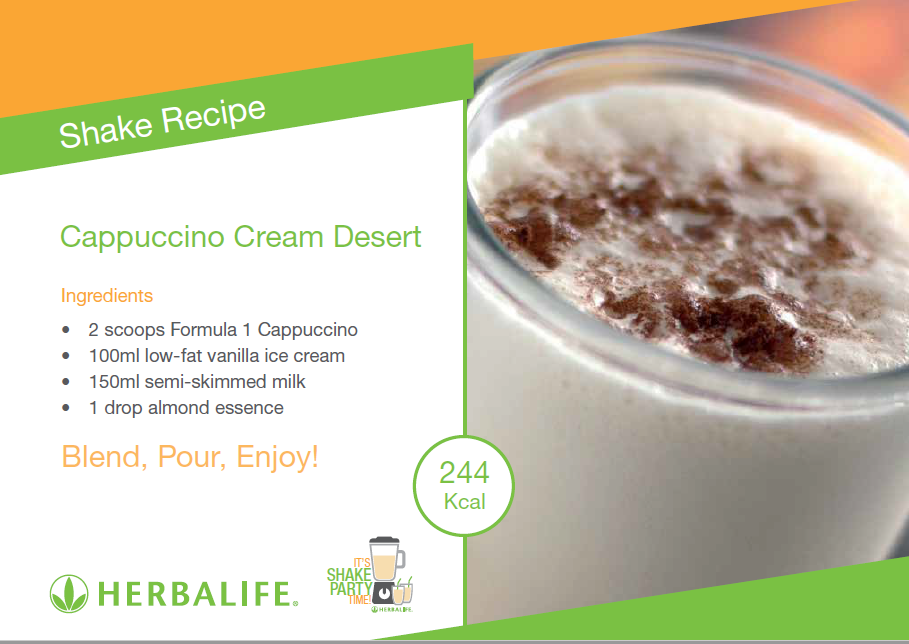 Shake Recipe
Cappuccino Cream Desert
Ingredients
• 2 scoops Formula 1 Cappuccino
• 100ml low-fat vanilla ice cream
• 150ml semi-skimmed milk
• 1 drop almond essence
Blend, Pour, Enjoy!
244
Kcal
HERBALIFE®
IT'S
SHAKE
PARTY
TIME!
HERBALIFE